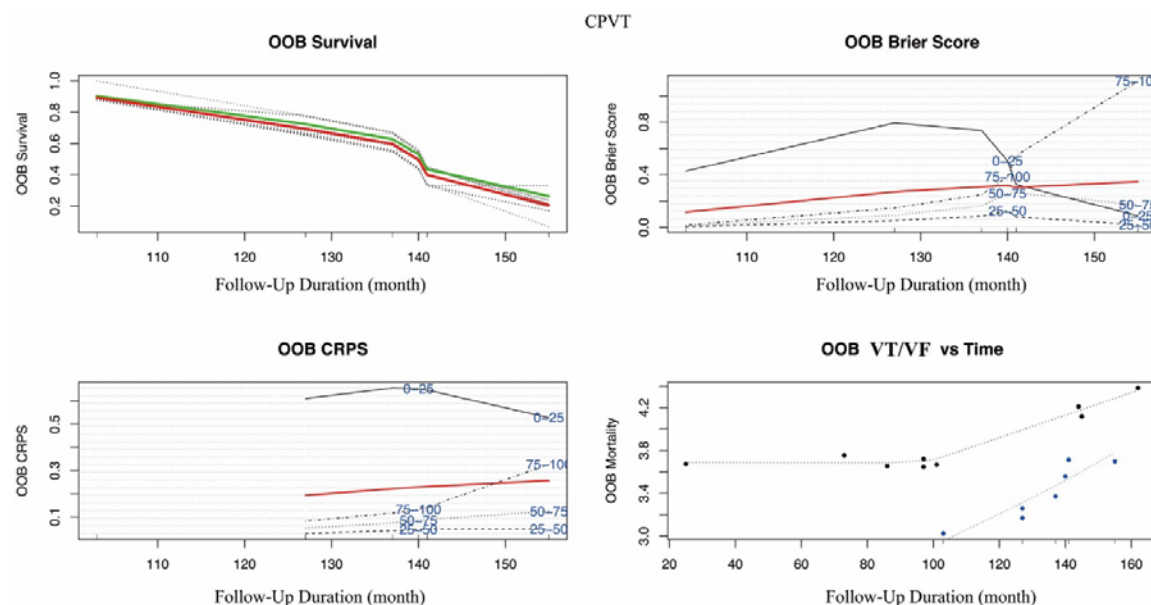 CPVT
OOB Survival
OOB Survival
1.0
0.8
0.6
0.4
0.2
110 120 130 140 150
Follow-Up Duration (month)
OOB Brier Score
OOB Brier Score
0.8
0.4
0.0
75–100
0–25
75–100
50–75
25–50
50–75
0–25
25–50
110 120 130 140 150
Follow-Up Duration (month)
OOB CRPS
OOB CRPS
0.5
0.3
0.1
0–25
0–25
75–100
75–100
50–75
50–75
25–50
25–50
110 120 130 140 150
Follow-Up Duration (month)
OOB VT/VF vs Time
OOB Mortality
4.2
3.8
3.4
3.0
20 40 60 80 100 120 140 160
Follow-Up Duration (month)